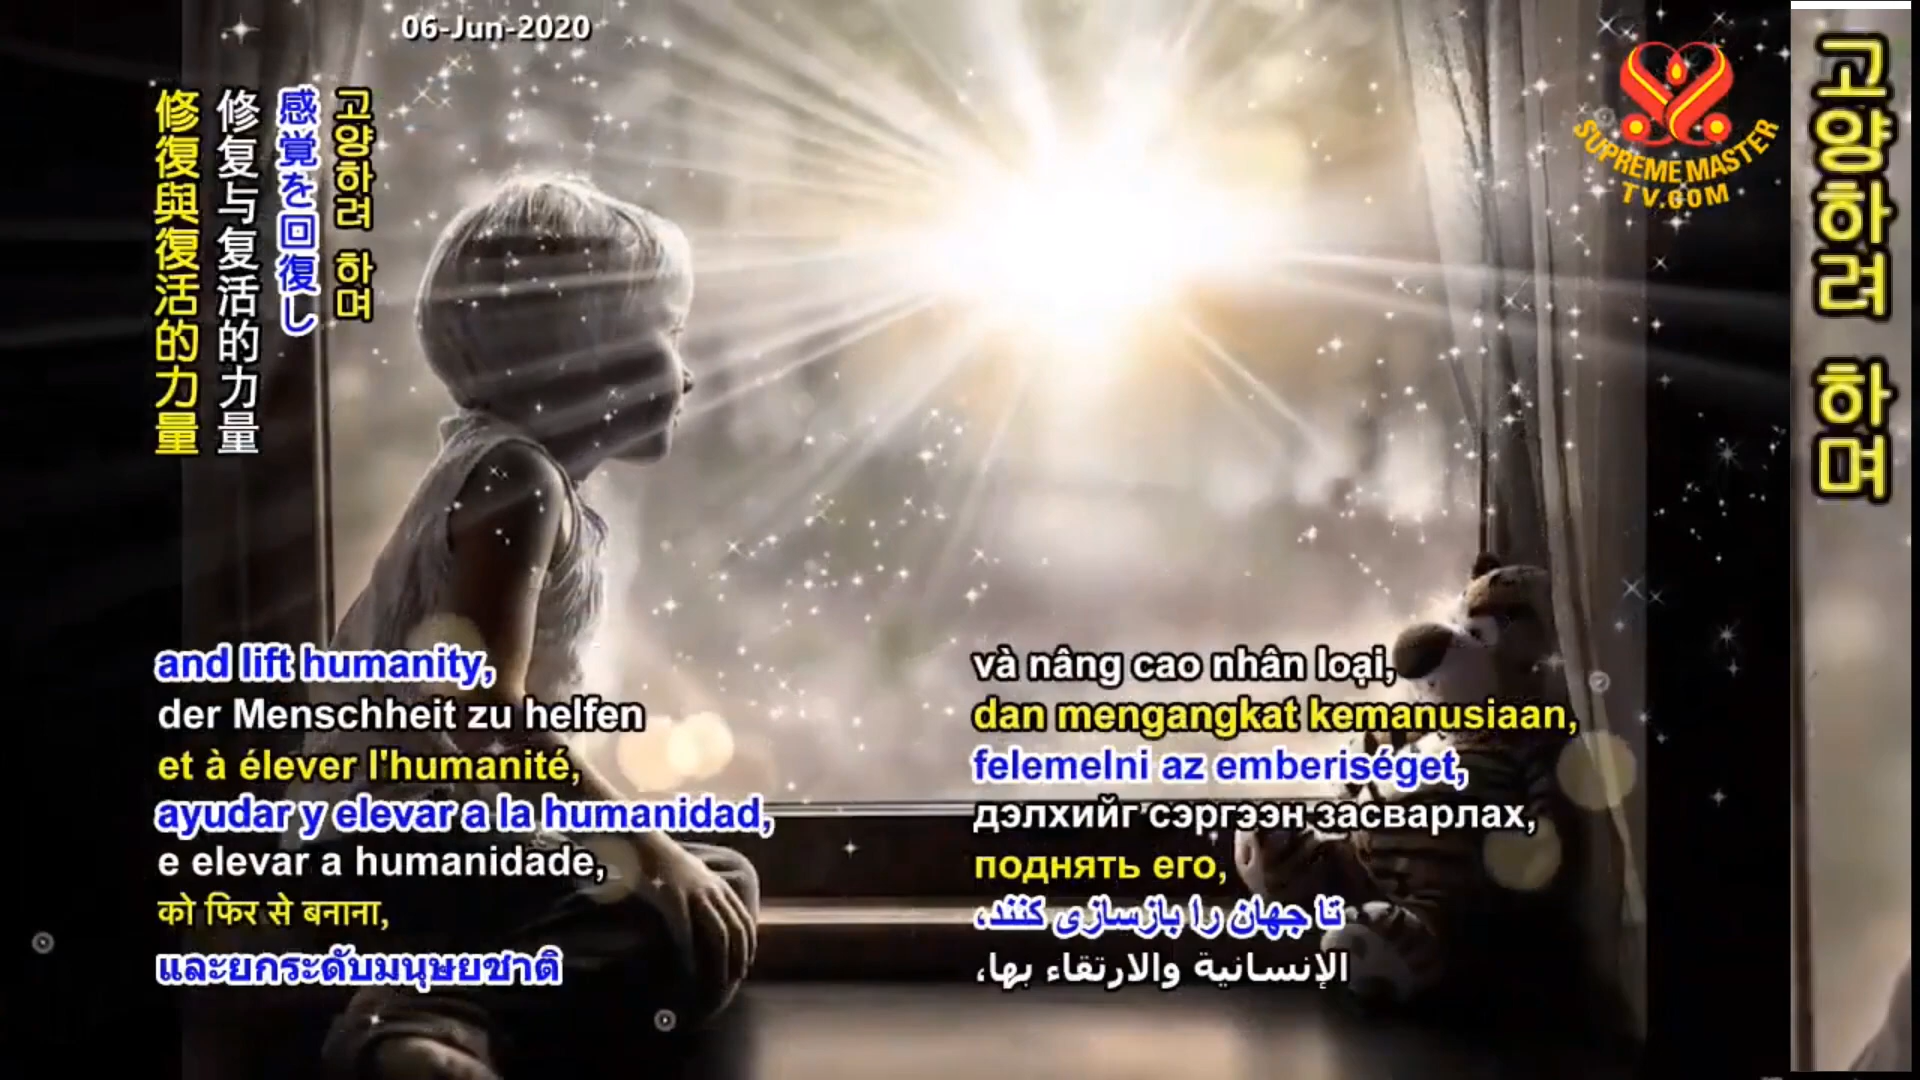 06-Jun-2020
SUPREME MASTER
TV.COM
고양하려 하며
感覚を回復し
修复与复活的力量
修復與復活的力量
고양하려 하며
and lift humanity,
der Menschheit zu helfen
et à élever l'humanité,
ayudar y elevar a la humanidad,
e elevar a humanidade,
को फिर से बनाना,
และยกระดับมนุษยชาติ
và nâng cao nhân loại,
dan mengangkat kemanusiaan,
felemelni az emberiséget,
дэлхийг сэргээн засварлах,
поднять его,
تا جهان را بازسازی کنند،
الإنسانية والارتقاء بها،